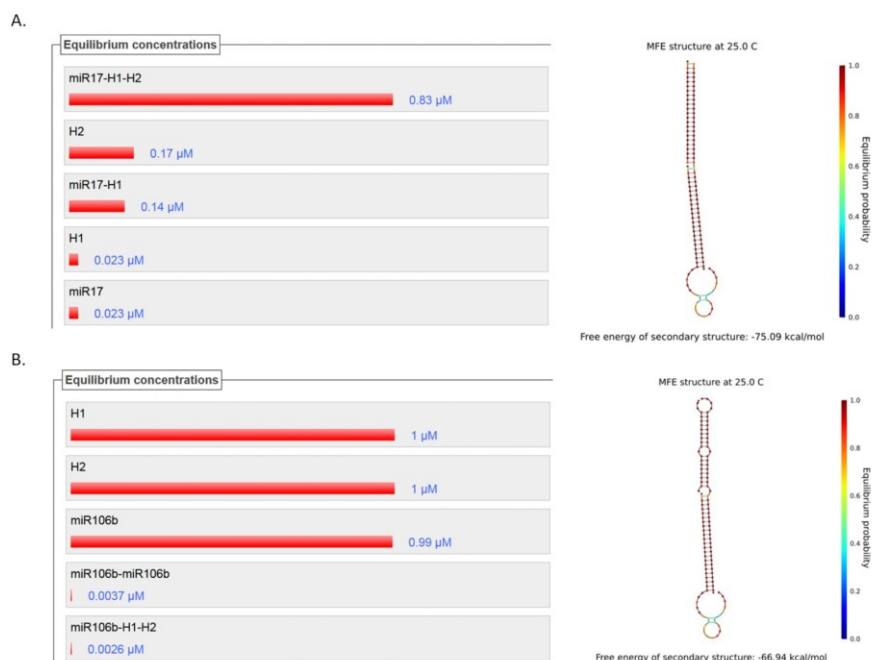 A.
Equilibrium concentrations
miR17-H1-H2
0.83 µM
H2
0.17 µM
miR17-H1
0.14 µM
H1
0.023 µM
miR17
0.023 µM
MFE structure at 25.0 C
1.0
0.8
0.6
0.4
0.2
0.0
Equilibrium probability
Free energy of secondary structure: -75.09 kcal/mol
B.
Equilibrium concentrations
H1
1 µM
H2
1 µM
miR106b
0.99 µM
miR106b-miR106b
0.0037 µM
miR106b-H1-H2
0.0026 µM
MFE structure at 25.0 C
1.0
0.8
0.6
0.4
0.2
0.0
Equilibrium probability
Free energy of secondary structure: -66.94 kcal/mol